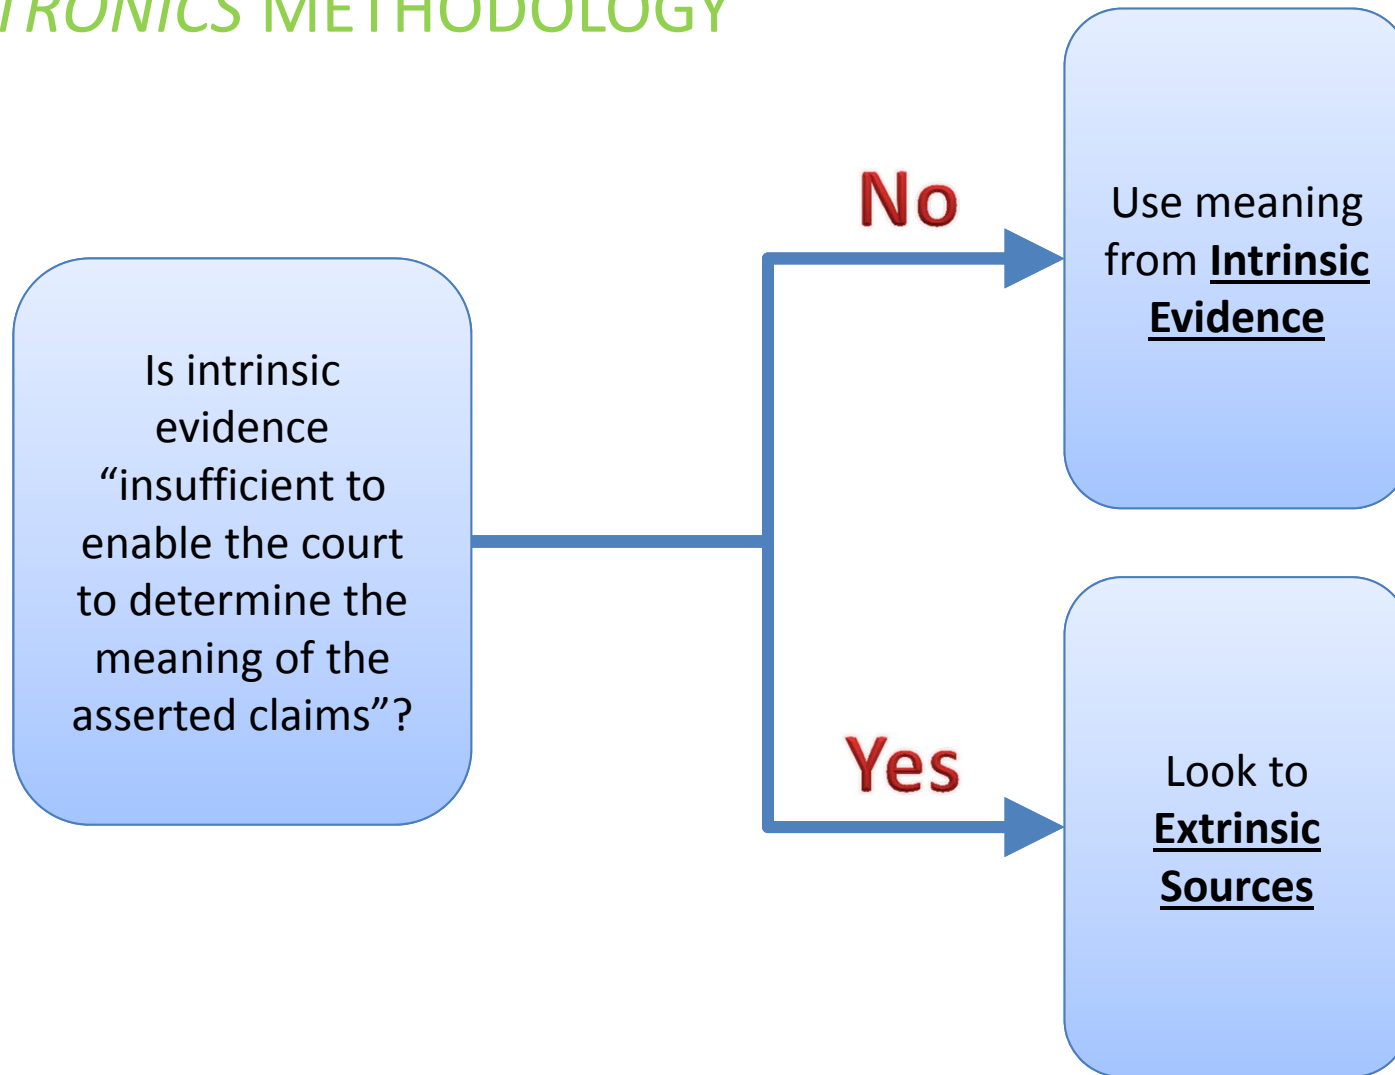 TRONICS METHODOLOGY
Is intrinsic
evidence
“insufficient to
enable the court
to determine the
meaning of the
asserted claims”?
No
Use meaning
from Intrinsic
Evidence
Yes
Look to
Extrinsic
Sources